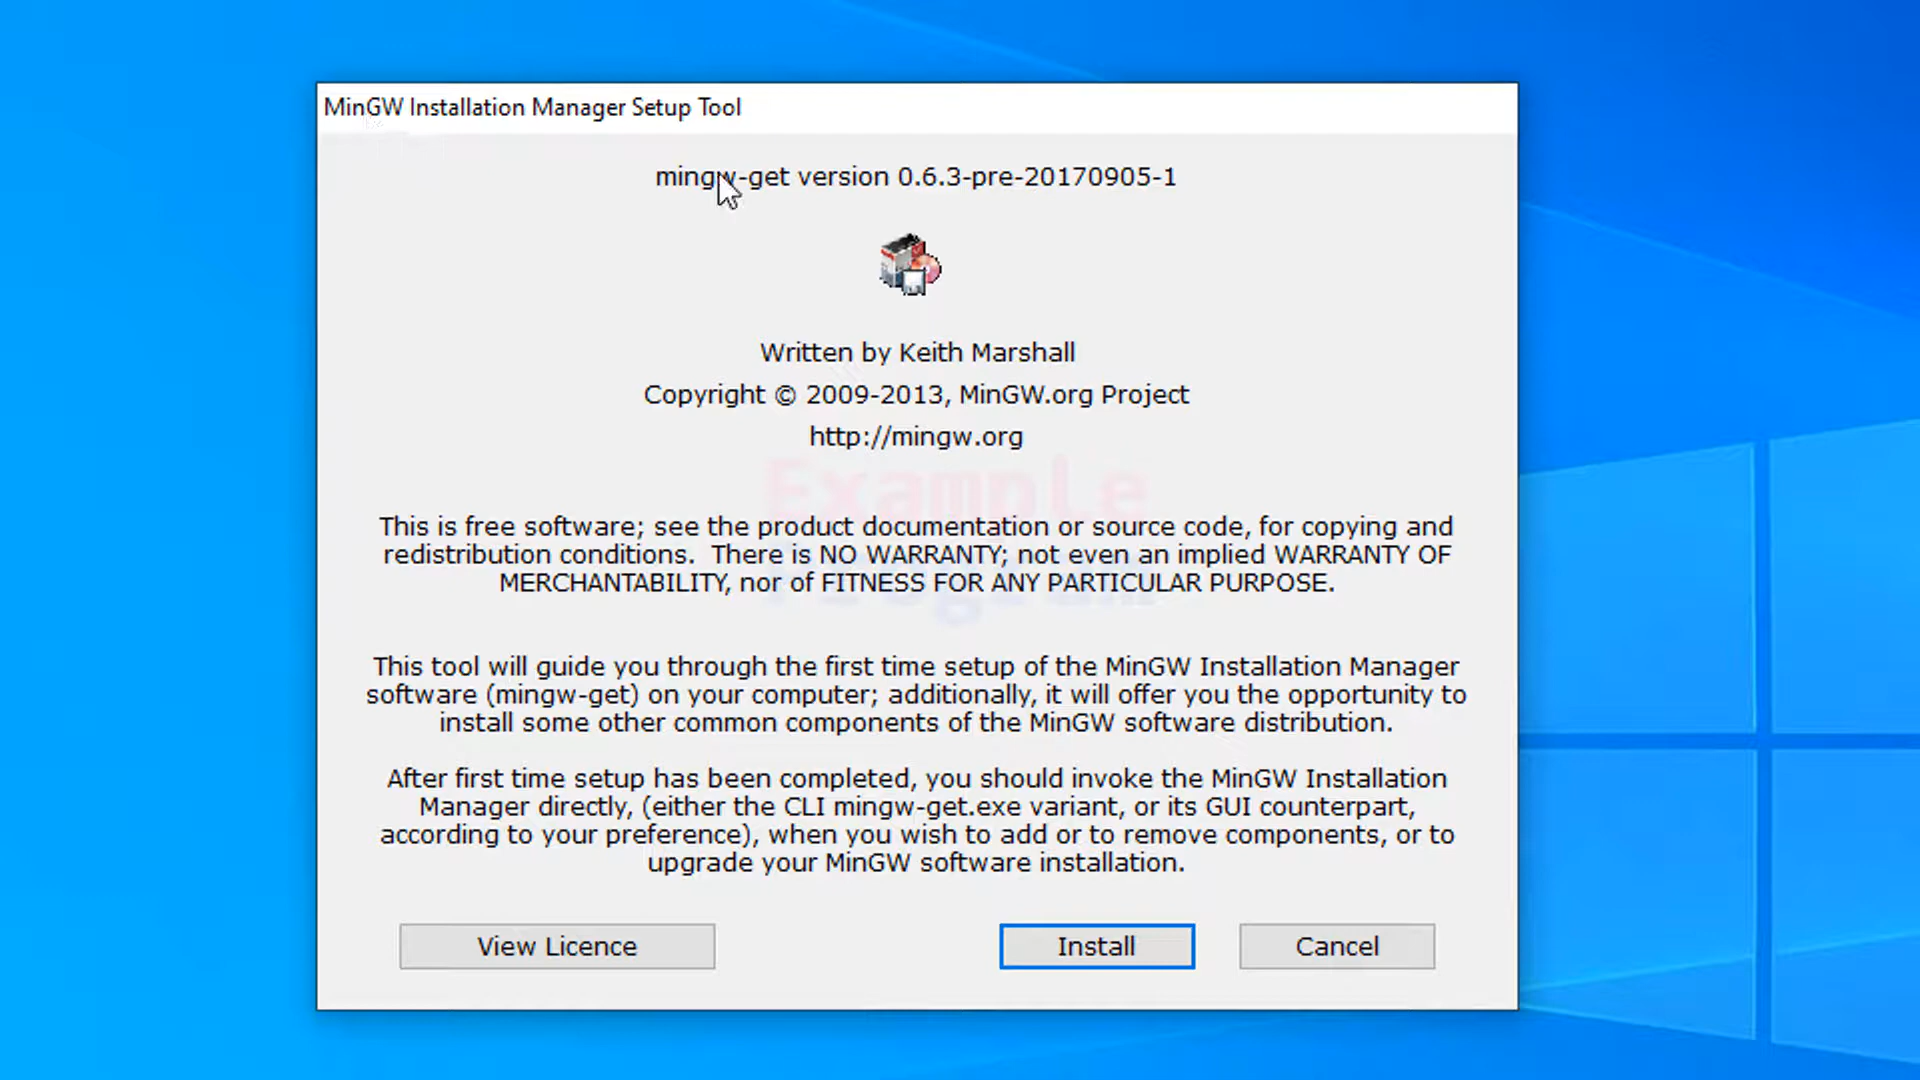 MinGW Installation Manager Setup Tool
mingw-get version 0.6.3-pre-20170905-1
Written by Keith Marshall
Copyright © 2009-2013, MinGW.org Project
http://mingw.org
Example
This is free software; see the product documentation or source code, for copying and
redistribution conditions.  There is NO WARRANTY; not even an implied WARRANTY OF
Program
MERCHANTABILITY, nor of FITNESS FOR ANY PARTICULAR PURPOSE.
This tool will guide you through the first time setup of the MinGW Installation Manager
software (mingw-get) on your computer; additionally, it will offer you the opportunity to
install some other common components of the MinGW software distribution.
After first time setup has been completed, you should invoke the MinGW Installation
Manager directly, (either the CLI mingw-get.exe variant, or its GUI counterpart,
according to your preference), when you wish to add or to remove components, or to
upgrade your MinGW software installation.
View Licence
Install
Cancel